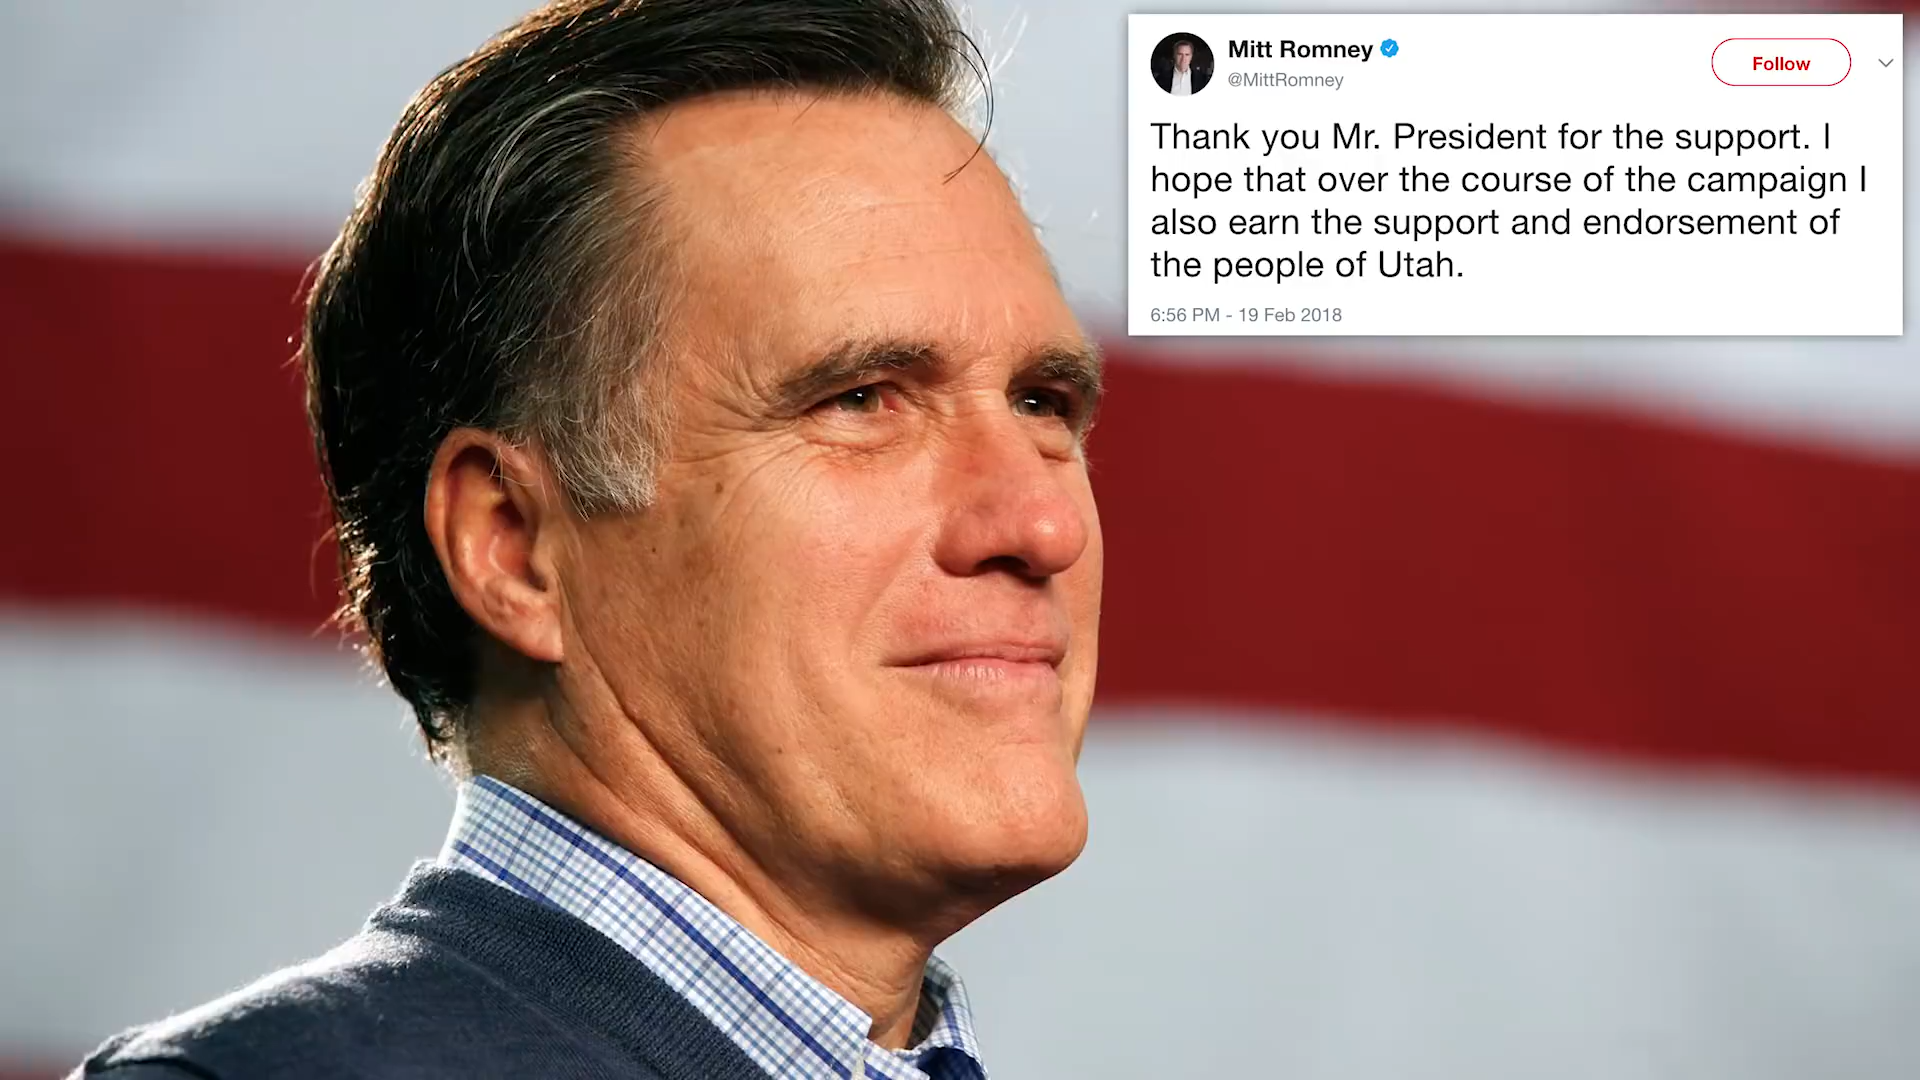 Mitt Romney
@MittRomney
Follow
Thank you Mr. President for the support. I
hope that over the course of the campaign I
also earn the support and endorsement of
the people of Utah.
6:56 PM - 19 Feb 2018